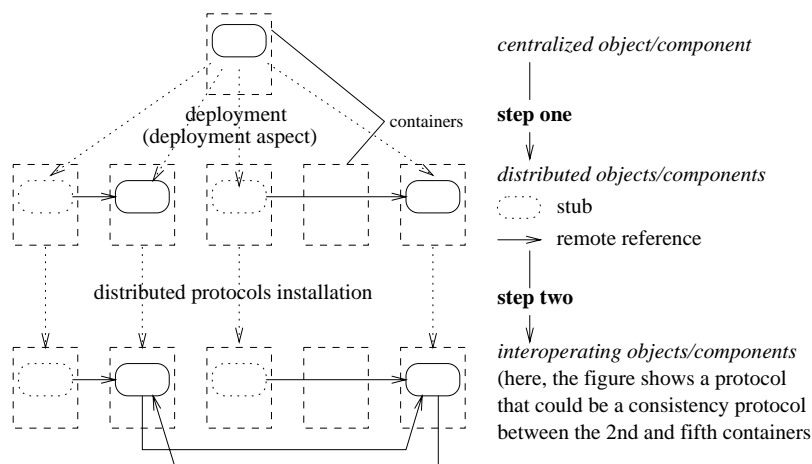 centralized object/component
deployment
(deployment aspect)
containers
step one
distributed objects/components
stub
remote reference
distributed protocols installation
step two
interoperating objects/components
(here, the figure shows a protocol
that could be a consistency protocol
between the 2nd and fifth containers